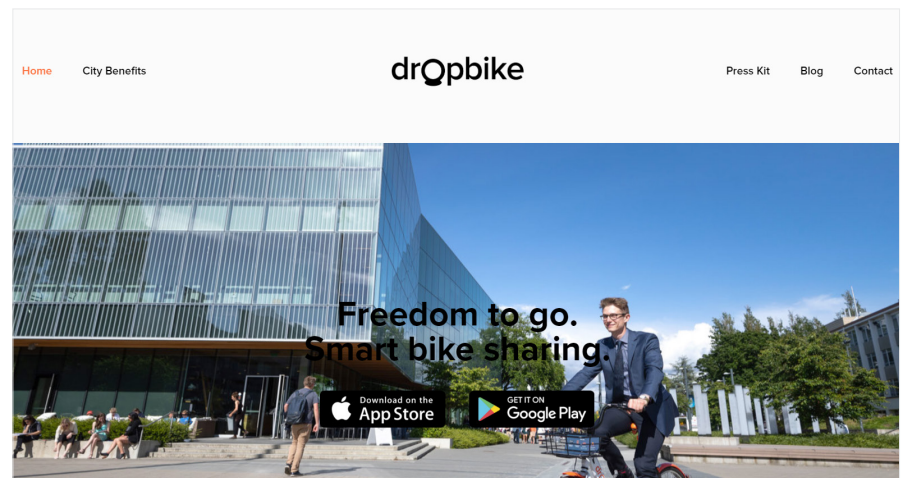 Home
City Benefits
dropbike
Press Kit
Blog
Contact
Freedom to go.
Smart bike sharing.
Download on the
App Store
GET IT ON
Google Play